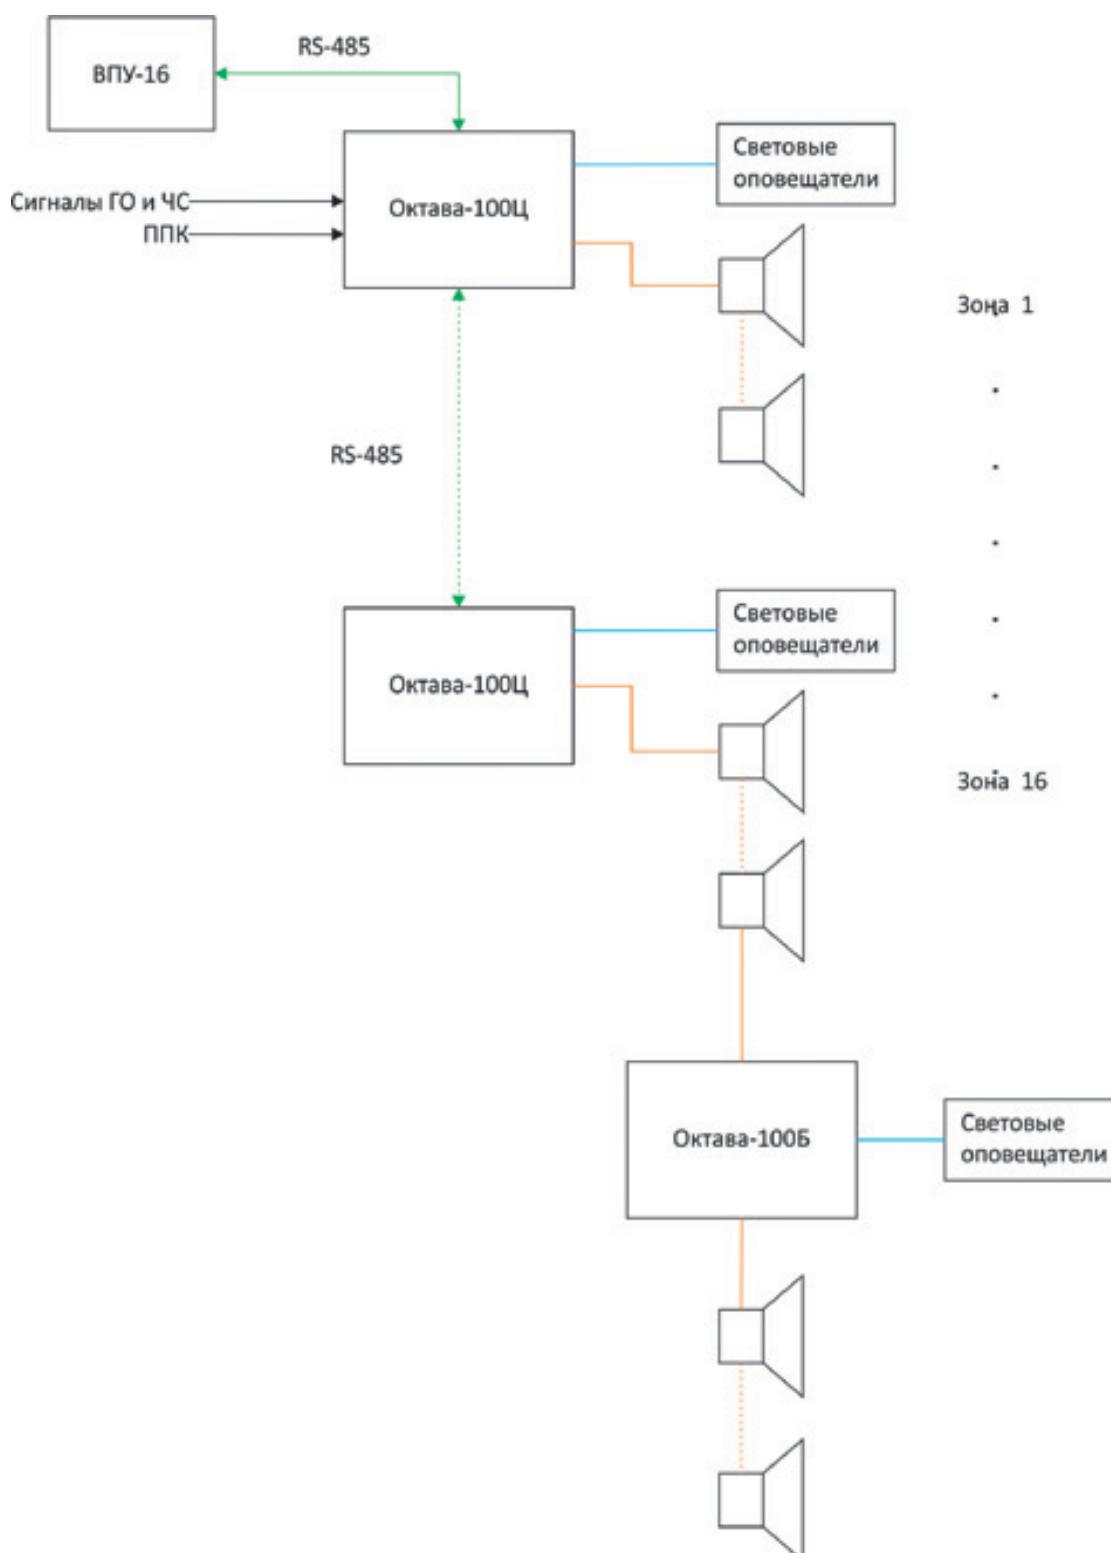 RS-485
ВПУ-16
Световые
оповещатели
Сигналы ГО и ЧС
ППК
Октава-100Ц
Зона 1
RS-485
Световые
оповещатели
Октава-100Ц
Зона 16
Октава-100Б
Световые
оповещатели